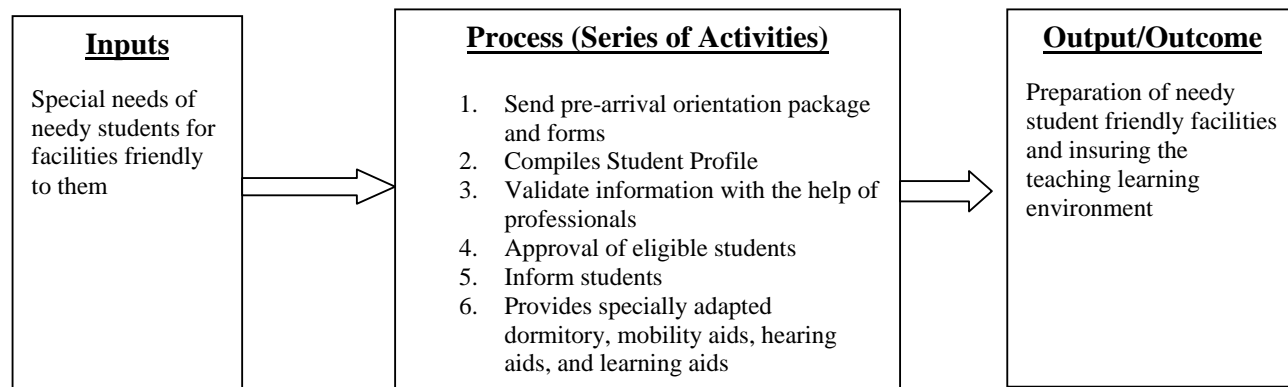 Inputs
Special needs of
needy students for
facilities friendly
to them
Process (Series of Activities)
1. Send pre-arrival orientation package
and forms
2. Compiles Student Profile
3. Validate information with the help of
professionals
4. Approval of eligible students
5. Inform students
6. Provides specially adapted
dormitory, mobility aids, hearing
aids, and learning aids
Output/Outcome
Preparation of needy
student friendly facilities
and insuring the
teaching learning
environment